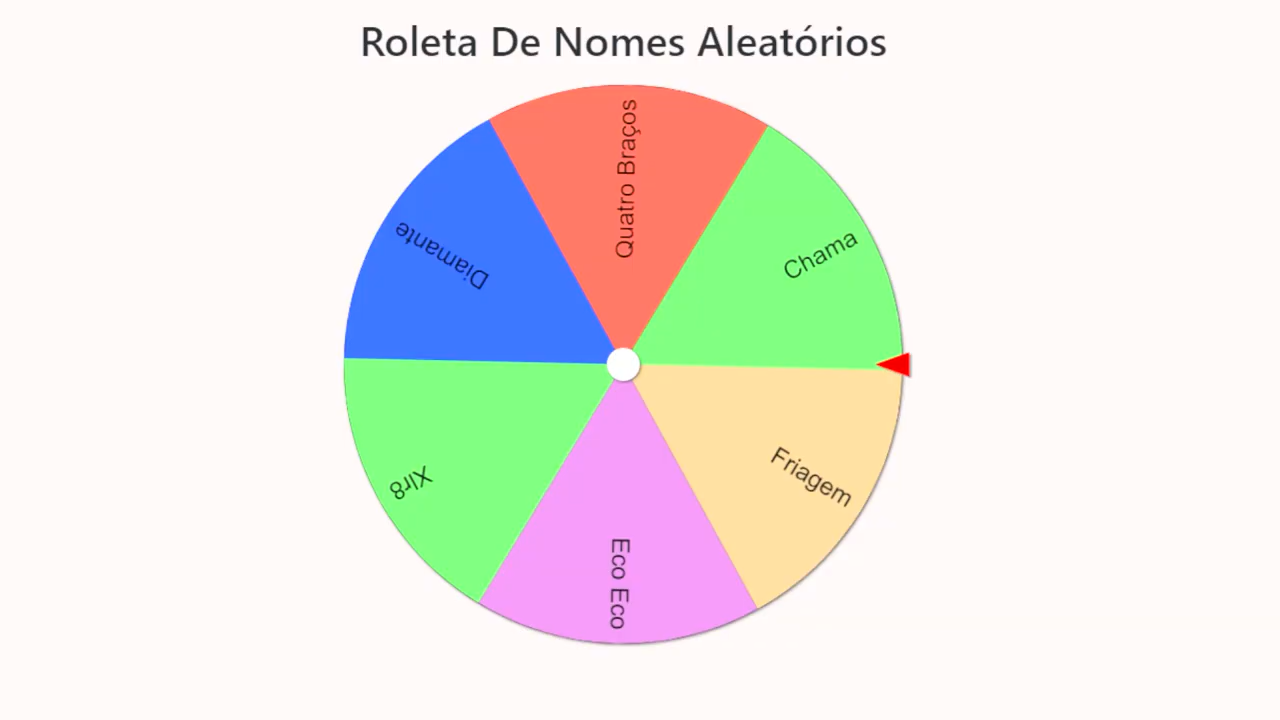 Roleta De Nomes Aleatórios
Quatro Braços
Chama
Diamante
Friagem
Xlr8
Eco Eco